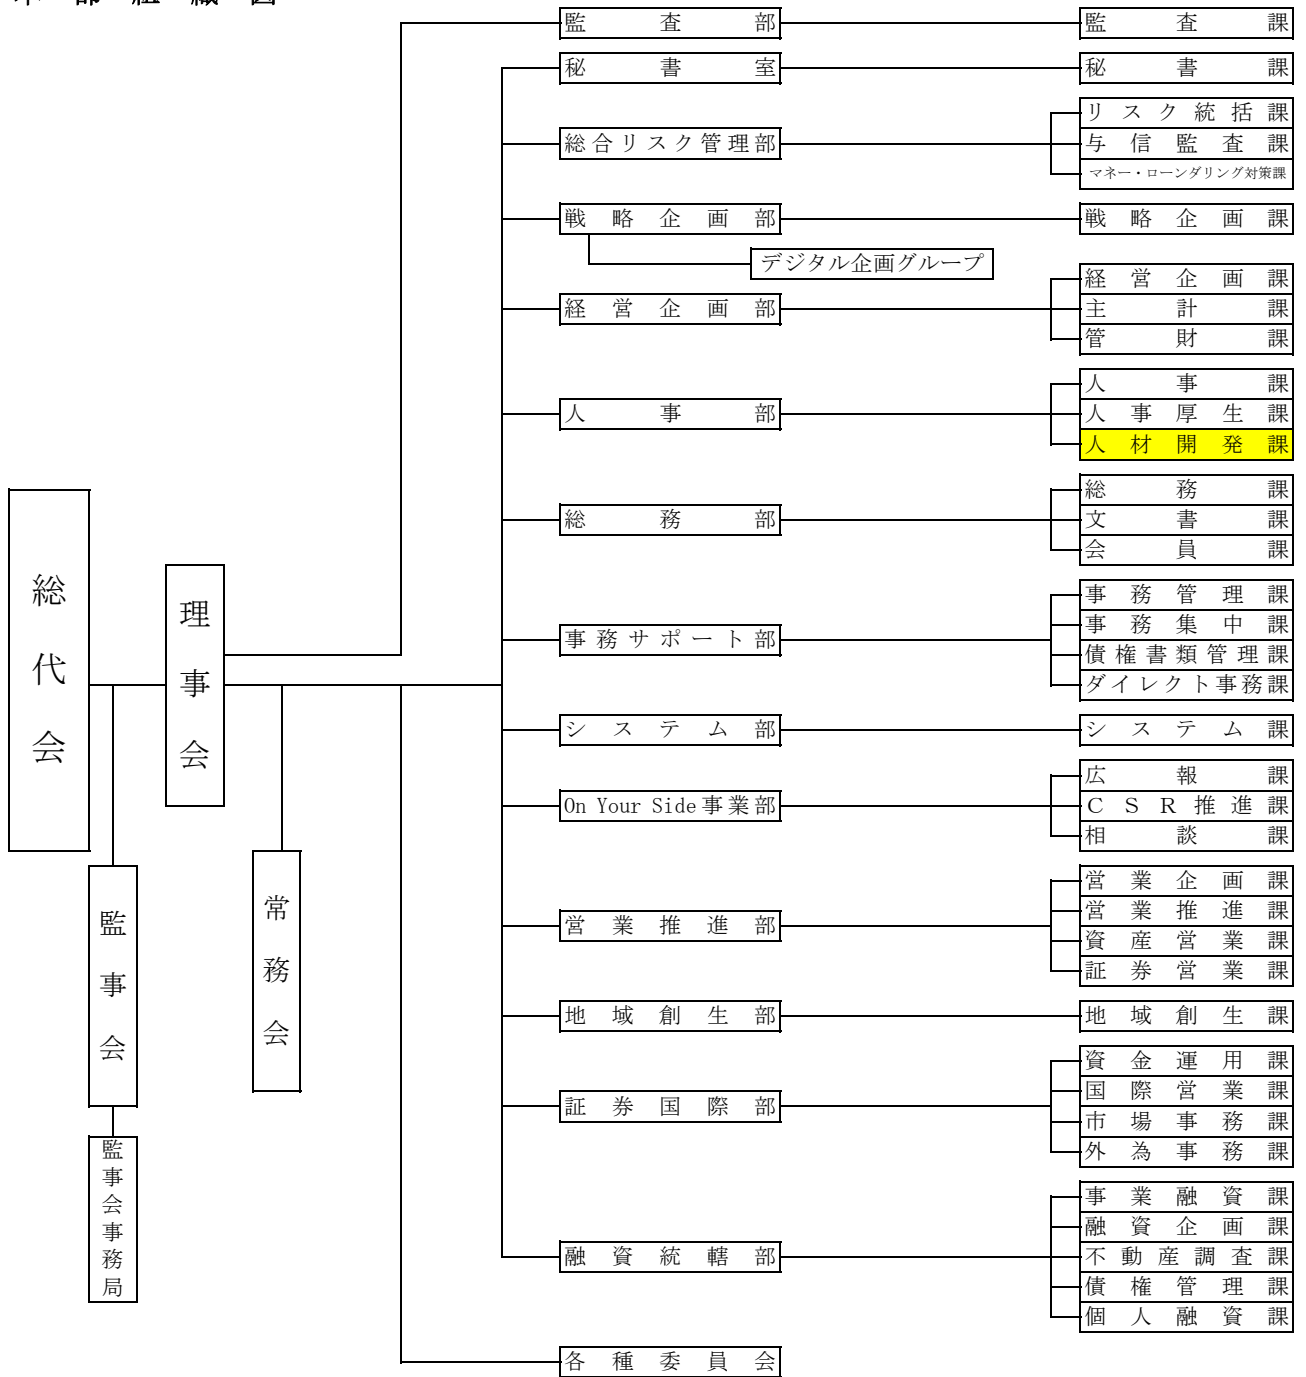 本部組織図
監査部
監査課
秘書室
秘書課
総合リスク管理部
リスク統括課
与信監査課
マネー・ローンダリング対策課
戦略企画部
戦略企画課
デジタル企画グループ
経営企画部
経営企画課
主計課
管財課
人事部
人事課
人事厚生課
人材開発課
総務部
総務課
文書課
会員課
事務サポート部
事務管理課
事務集中課
債権書類管理課
ダイレクト事務課
システム部
システム課
On Your Side事業部
広報課
CSR推進課
相談課
営業推進部
営業企画課
営業推進課
資産営業課
証券営業課
地域創生部
地域創生課
証券国際部
資金運用課
国際営業課
市場事務課
外為事務課
融資統轄部
事業融資課
融資企画課
不動産調査課
債権管理課
個人融資課
各種委員会
総代会
理事会
監事会
常務会
監事会事務局